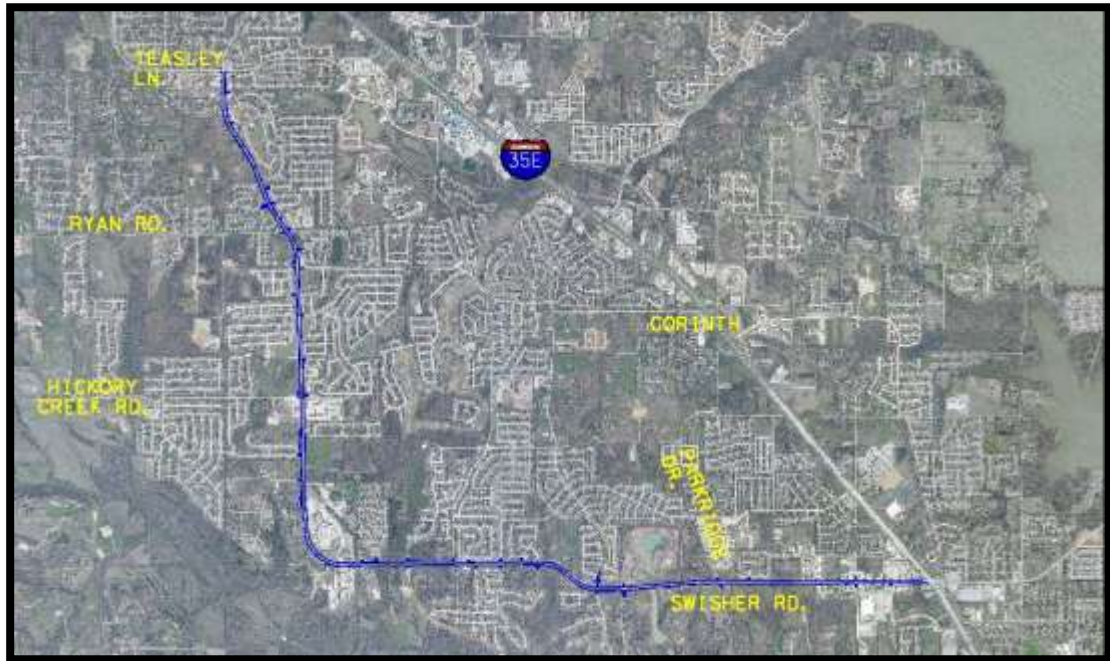 TEASLEY
LN.
35E
RYAN RD.
CORINTH
HICKORY
CREEK RD.
PARKRIDGE
DR.
SWISHER RD.